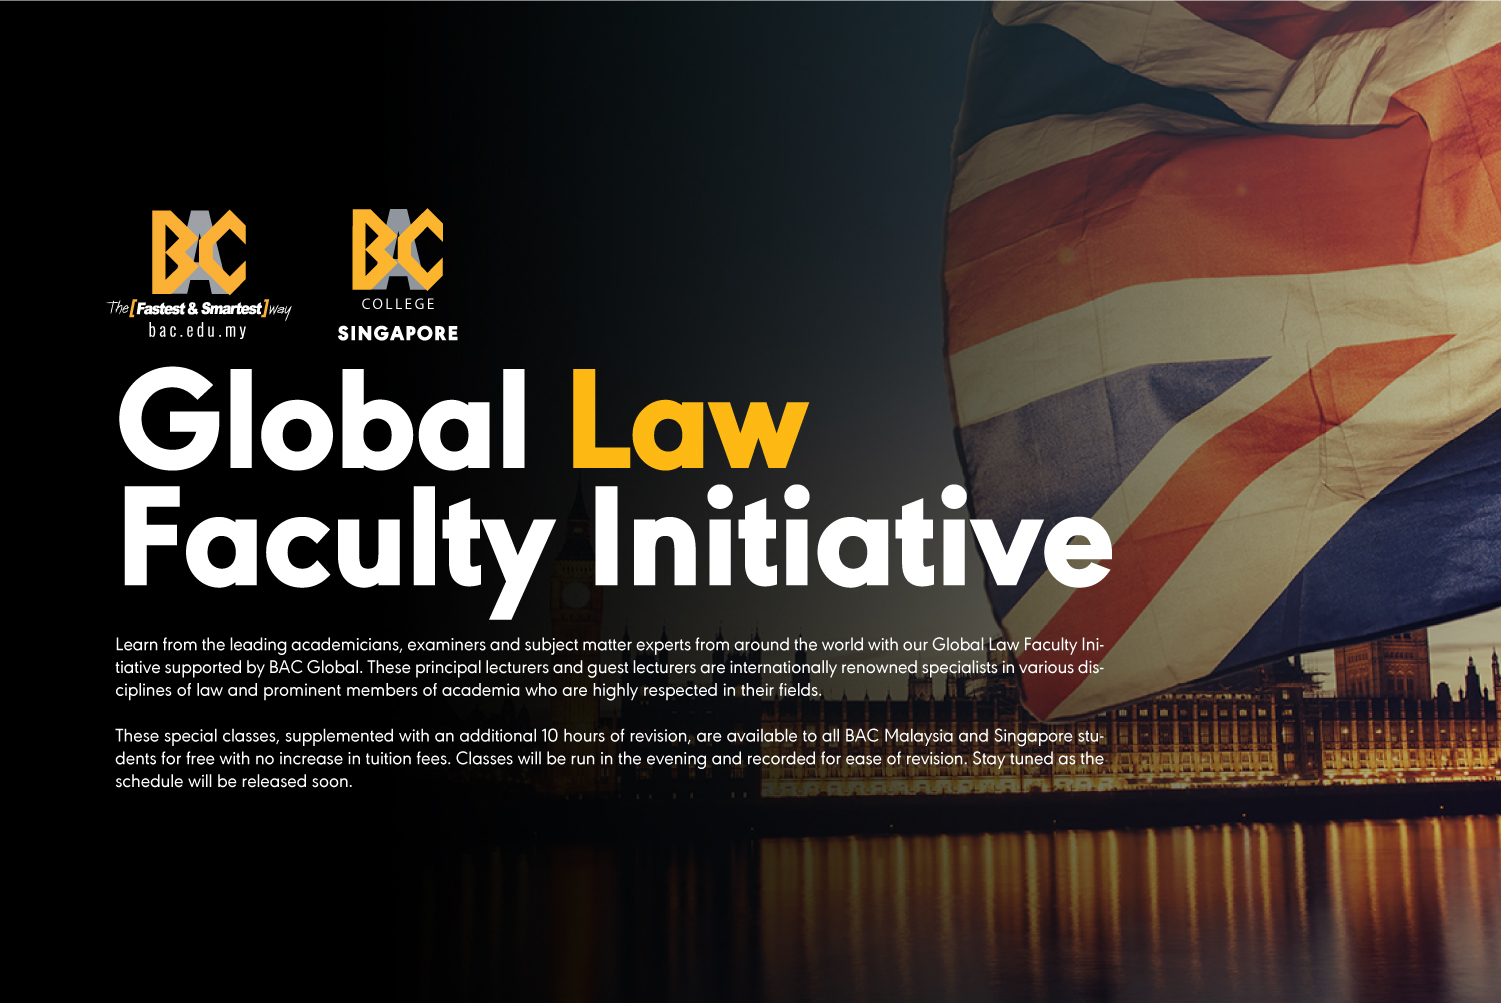 BAC
The [Fastest & Smartest] way
bac.edu.my
BAC
COLLEGE
SINGAPORE
Global Law
Faculty Initiative
Learn from the leading academicians, examiners and subject matter experts from around the world with our Global Law Faculty Ini-
tiative supported by BAC Global. These principal lecturers and guest lecturers are internationally renowned specialists in various dis-
ciplines of law and prominent members of academia who are highly respected in their fields.
These special classes, supplemented with an additional 10 hours of revision, are available to all BAC Malaysia and Singapore stu-
dents for free with no increase in tuition fees. Classes will be run in the evening and recorded for ease of revision. Stay tuned as the
schedule will be released soon.